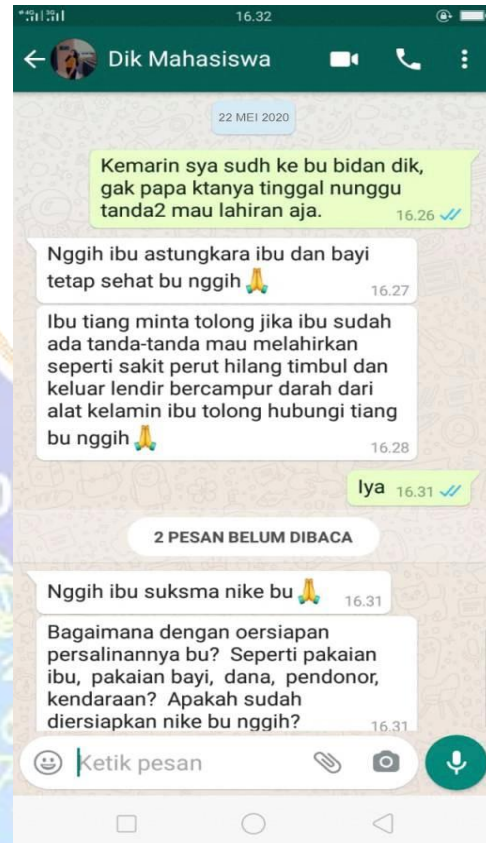 4G 3G 16.32
Dik Mahasiswa
22 MEI 2020
Kemarin sya sudh ke bu bidan dik,
gak papa ktanya tinggal nunggu
tanda2 mau lahiran aja. 16.26
Nggih ibu astungkara ibu dan bayi
tetap sehat bu nggih🙏 16.27
Ibu tiang minta tolong jika ibu sudah
ada tanda-tanda mau melahirkan
seperti sakit perut hilang timbul dan
keluar lendir bercampur darah dari
alat kelamin ibu tolong hubungi tiang
bu nggih🙏 16.28
Iya 16.31
2 PESAN BELUM DIBACA
Nggih ibu suksma nike bu🙏 16.31
Bagaimana dengan oersiapan
persalinannya bu? Seperti pakaian
ibu, pakaian bayi, dana, pendonor,
kendaraan? Apakah sudah
diersiapkan nike bu nggih? 16.31
Ketik pesan